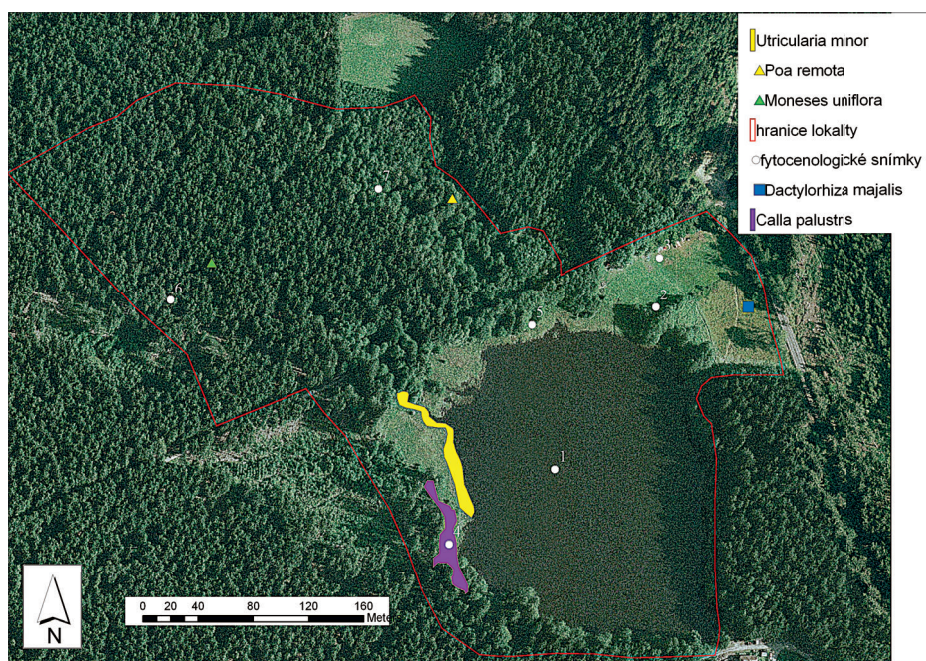 Utricularia mnor
Poa remota
Moneses uniflora
hranice lokalty
fytocenologické snímky
Dactylorhiza majalis
Calla palustrs
7
6
2
5
1
N
0 20 40 80 120 160
Mete